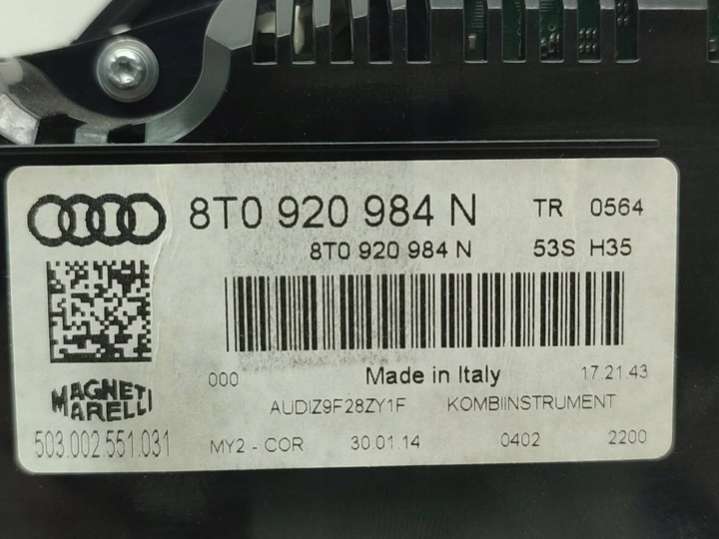 8T0 920 984 N TR 0564
8T0 920 984 N 53S H35
000 Made in Italy 17.21.43
MAGNETI MARELLI
AUDIZ9F28ZY1F KOMBIINSTRUMENT
503.002.551.031 MY2 - COR 30.01.14 0402 2200